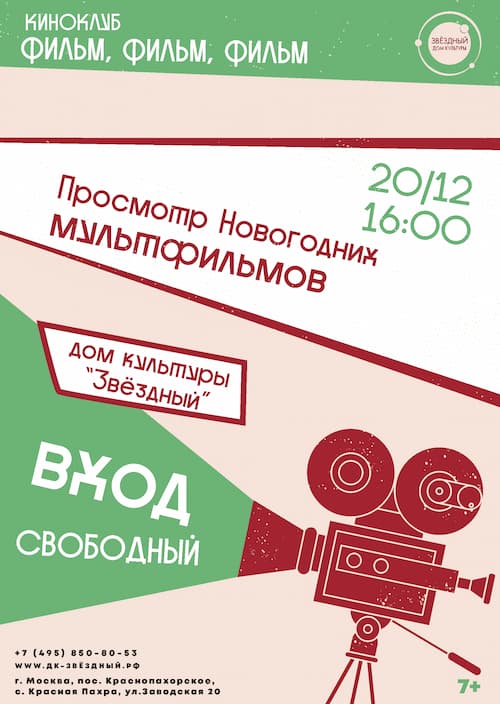 КИНОКЛУБ
ФИЛЬМ, ФИЛЬМ, ФИЛЬМ
ЗВЁЗДНЫЙ
ДОМ КУЛЬТУРЫ
20/12
16:00
Просмотр Новогодних
мультфильмов
дом культуры
"Звёздный"
ВХОД
СВОБОДНЫЙ
+7 (495) 850-80-53
WWW.ДК-ЗВЁЗДНЫЙ.РФ
г. Москва, пос. Краснопахорское,
с. Красная Пахра, ул.Заводская 20
7+